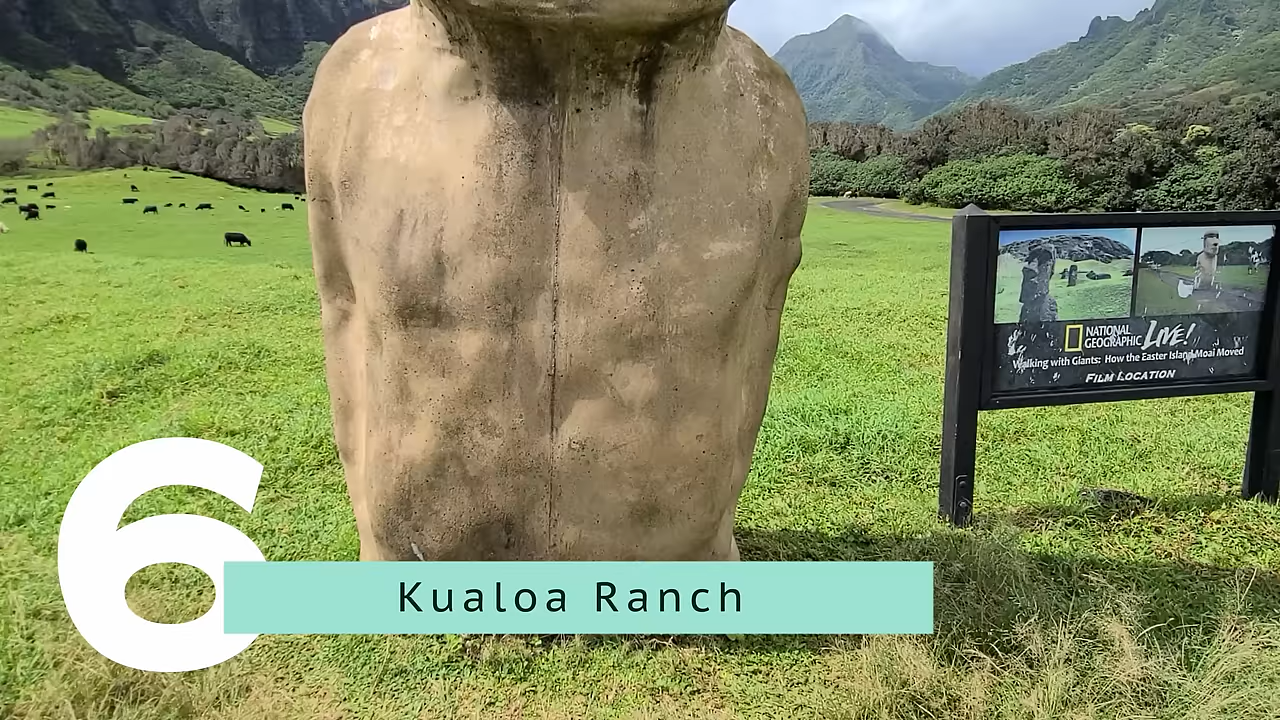 NATIONAL
GEOGRAPHIC LIVE!
Walking with Giants: How the Easter Island Moai Moved
FILM LOCATION
6
Kualoa Ranch